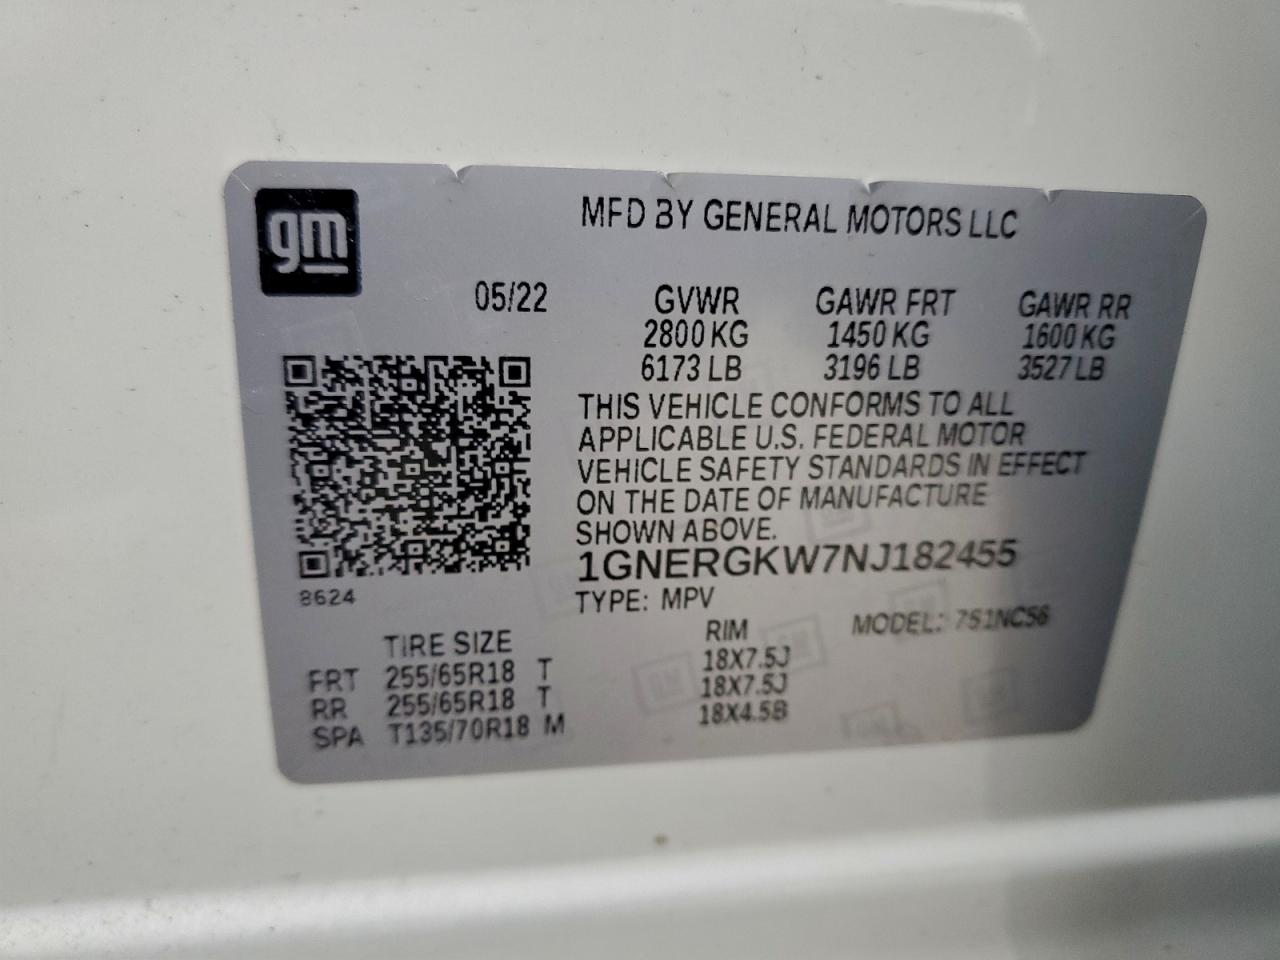 gm
MFD BY GENERAL MOTORS LLC
05/22 GVWR GAWR FRT GAWR RR
2800 KG 1450 KG 1600 KG
6173 LB 3196 LB 3527 LB
THIS VEHICLE CONFORMS TO ALL
APPLICABLE U.S. FEDERAL MOTOR
VEHICLE SAFETY STANDARDS IN EFFECT
ON THE DATE OF MANUFACTURE
SHOWN ABOVE.
1GNERGKW7NJ182455
8624
TYPE: MPV
MODEL: 751NC56
TIRE SIZE RIM
FRT 255/65R18 T 18X7.5J
RR 255/65R18 T 18X7.5J
SPA T135/70R18 M 18X4.5B